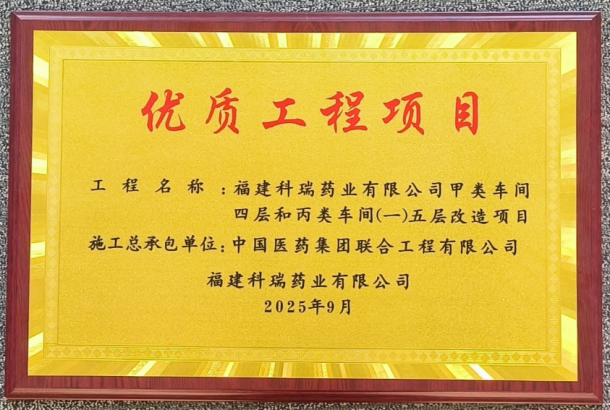 优质工程项目
工程名称：福建科瑞药业有限公司甲类车间
四层和丙类车间(一)五层改造项目
施工总承包单位：中国医药集团联合工程有限公司
福建科瑞药业有限公司
2025年9月